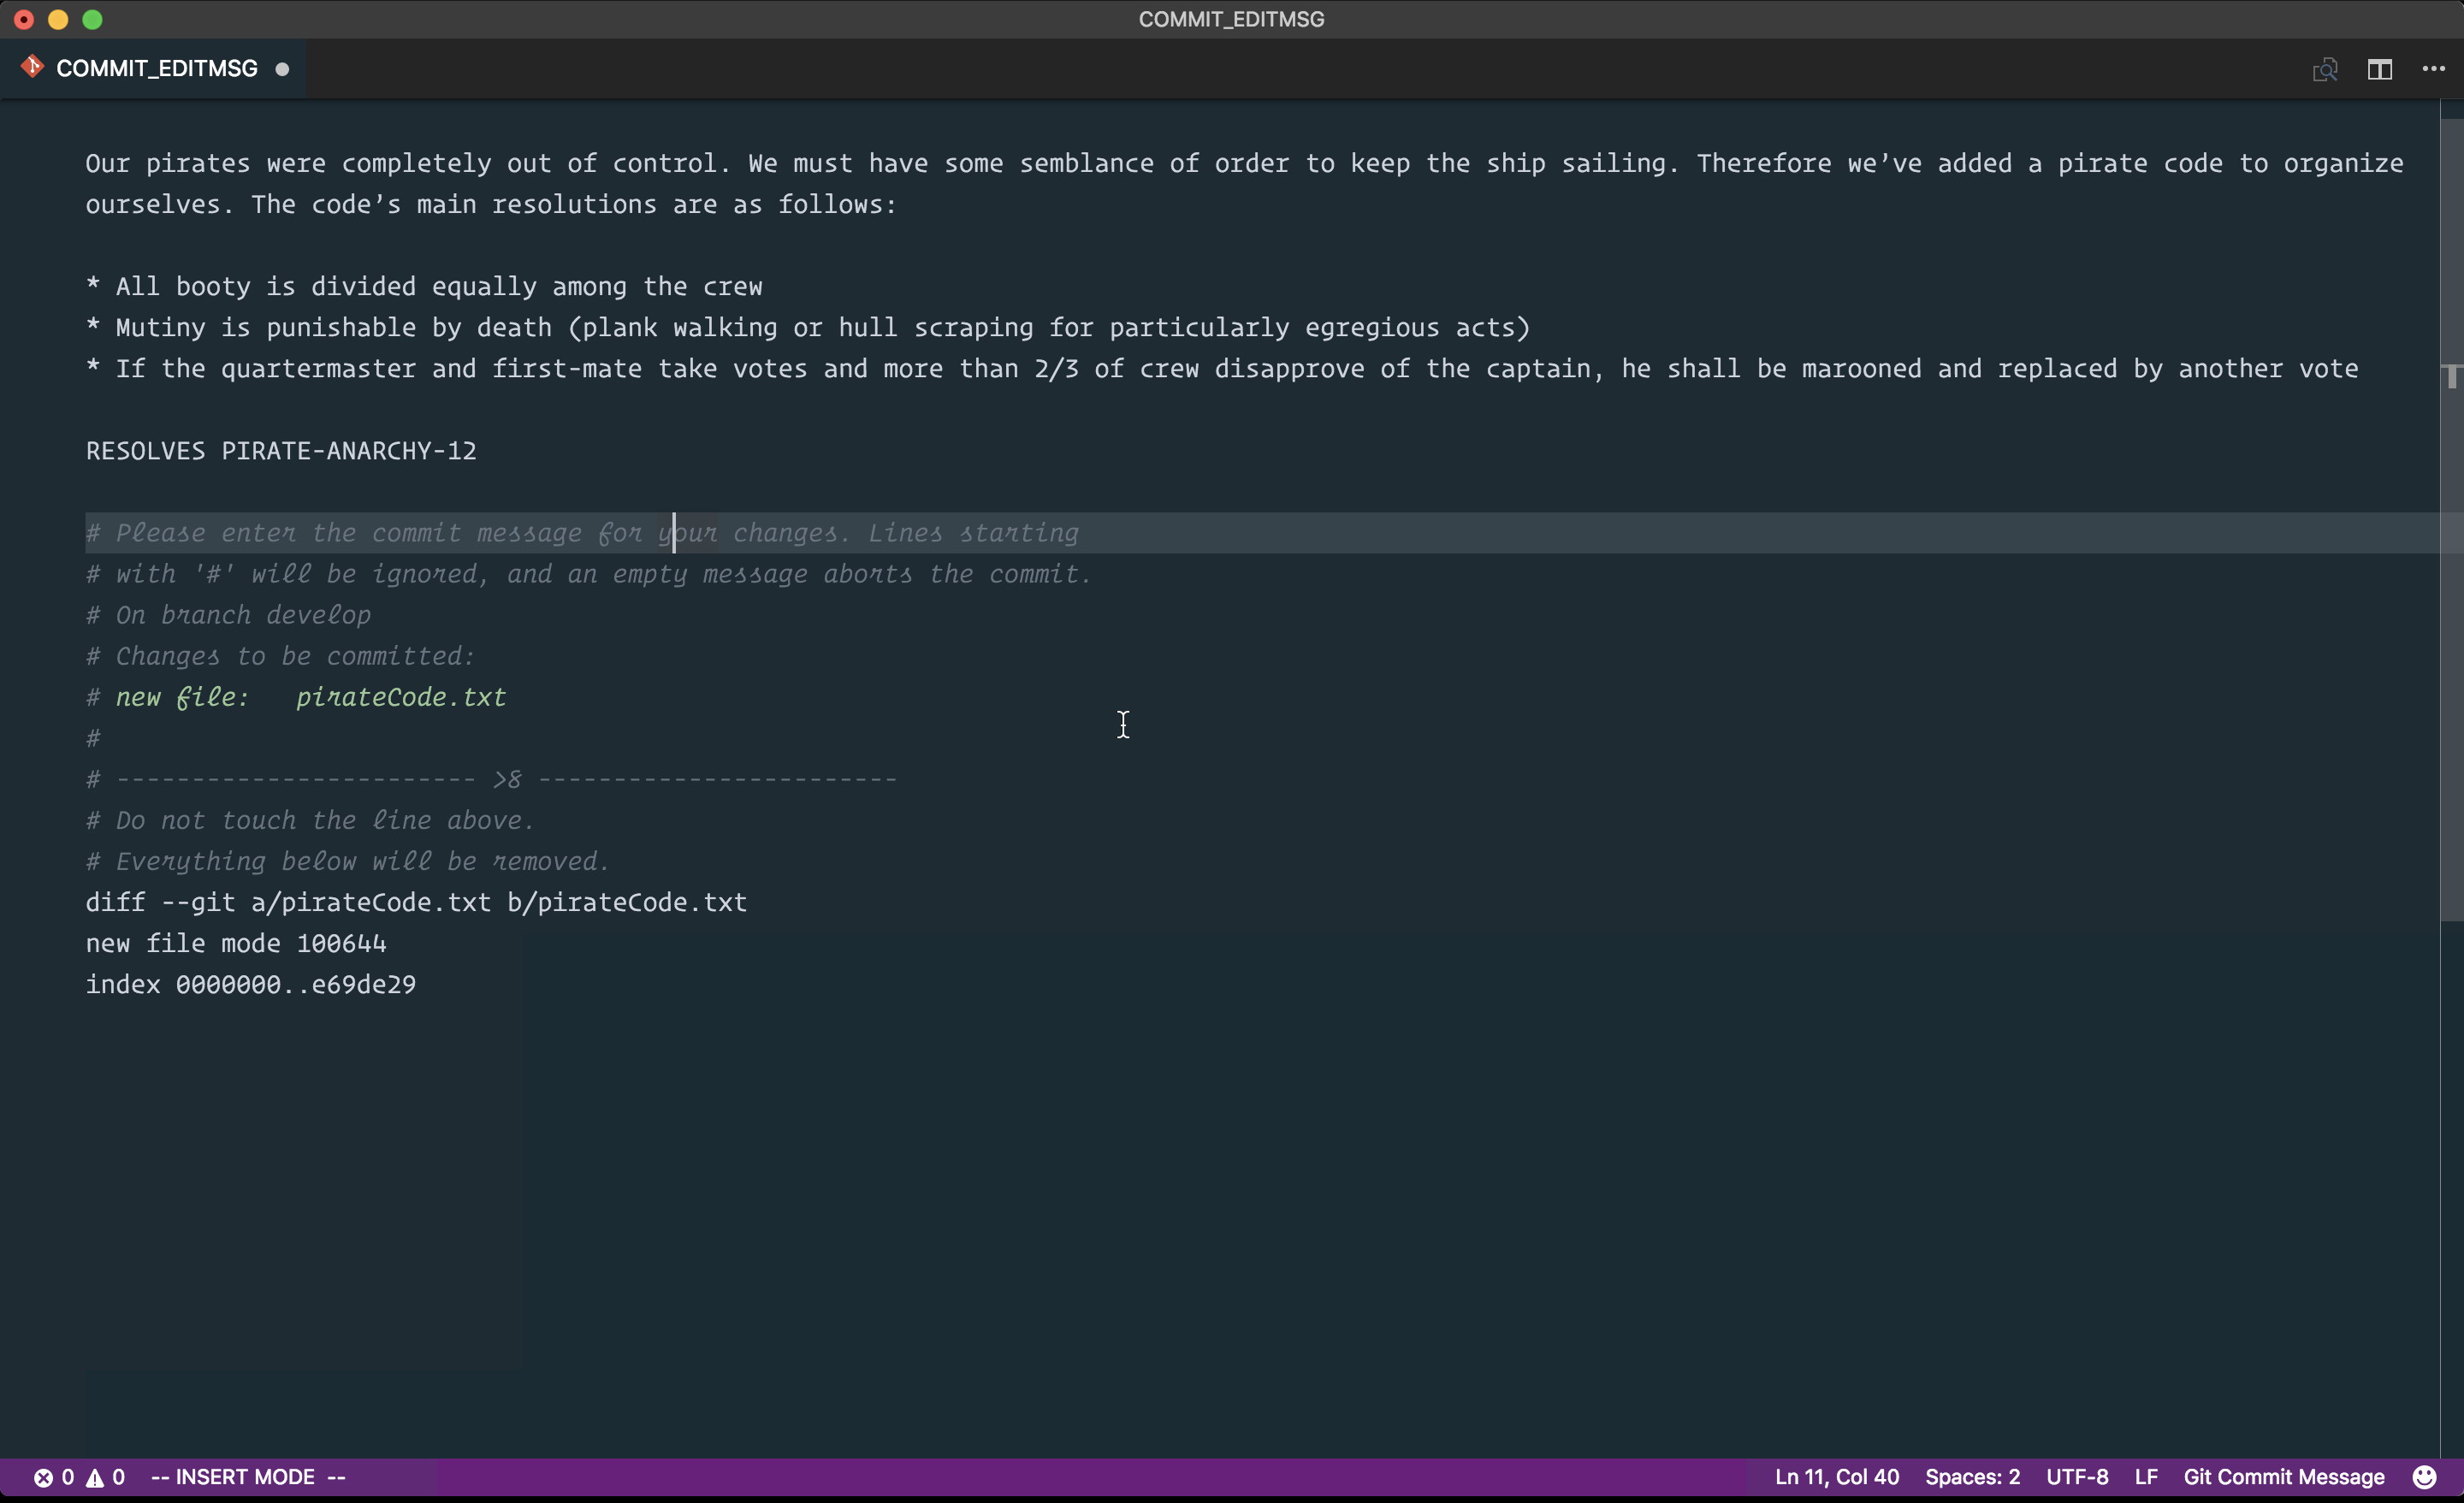 COMMIT_EDITMSG
COMMIT_EDITMSG
Our pirates were completely out of control. We must have some semblance of order to keep the ship sailing. Therefore we’ve added a pirate code to organize
ourselves. The code’s main resolutions are as follows:
* All booty is divided equally among the crew
* Mutiny is punishable by death (plank walking or hull scraping for particularly egregious acts)
* If the quartermaster and first-mate take votes and more than 2/3 of crew disapprove of the captain, he shall be marooned and replaced by another vote
RESOLVES PIRATE-ANARCHY-12
# Please enter the commit message for your changes. Lines starting
# with '#' will be ignored, and an empty message aborts the commit.
# On branch develop
# Changes to be committed:
# new file:   pirateCode.txt
#
# ------------------------ >8 ------------------------
# Do not touch the line above.
# Everything below will be removed.
diff --git a/pirateCode.txt b/pirateCode.txt
new file mode 100644
index 0000000..e69de29
0 0 -- INSERT MODE -- Ln 11, Col 40 Spaces: 2 UTF-8 LF Git Commit Message